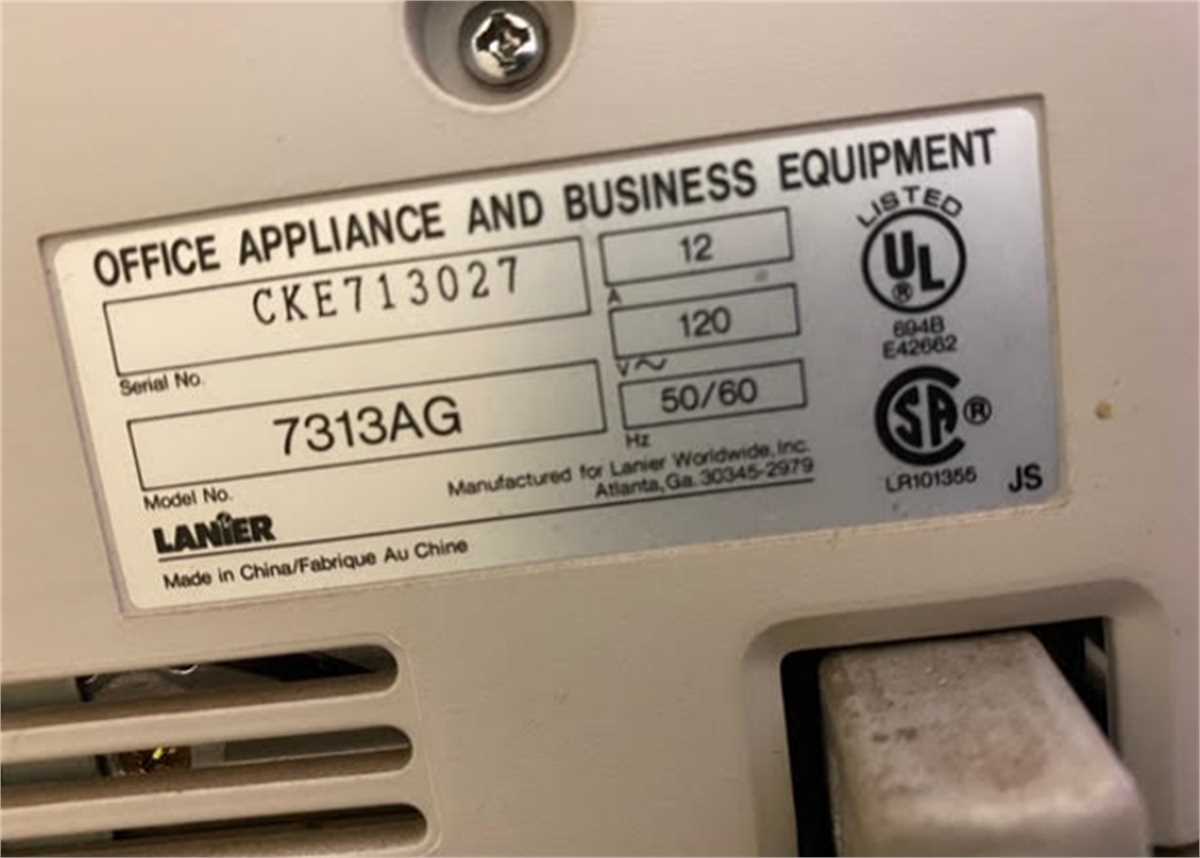 OFFICE APPLIANCE AND BUSINESS EQUIPMENT
CKE713027
Serial No.
7313AG
Model No.
12
A
120
V~
50/60
Hz
LISTED
UL®
694B
E42662
SA®
LR101355
JS
Manufactured for Lanier Worldwide, Inc.
Atlanta, Ga. 30345-2979
LANiER
Made in China/Fabrique Au Chine